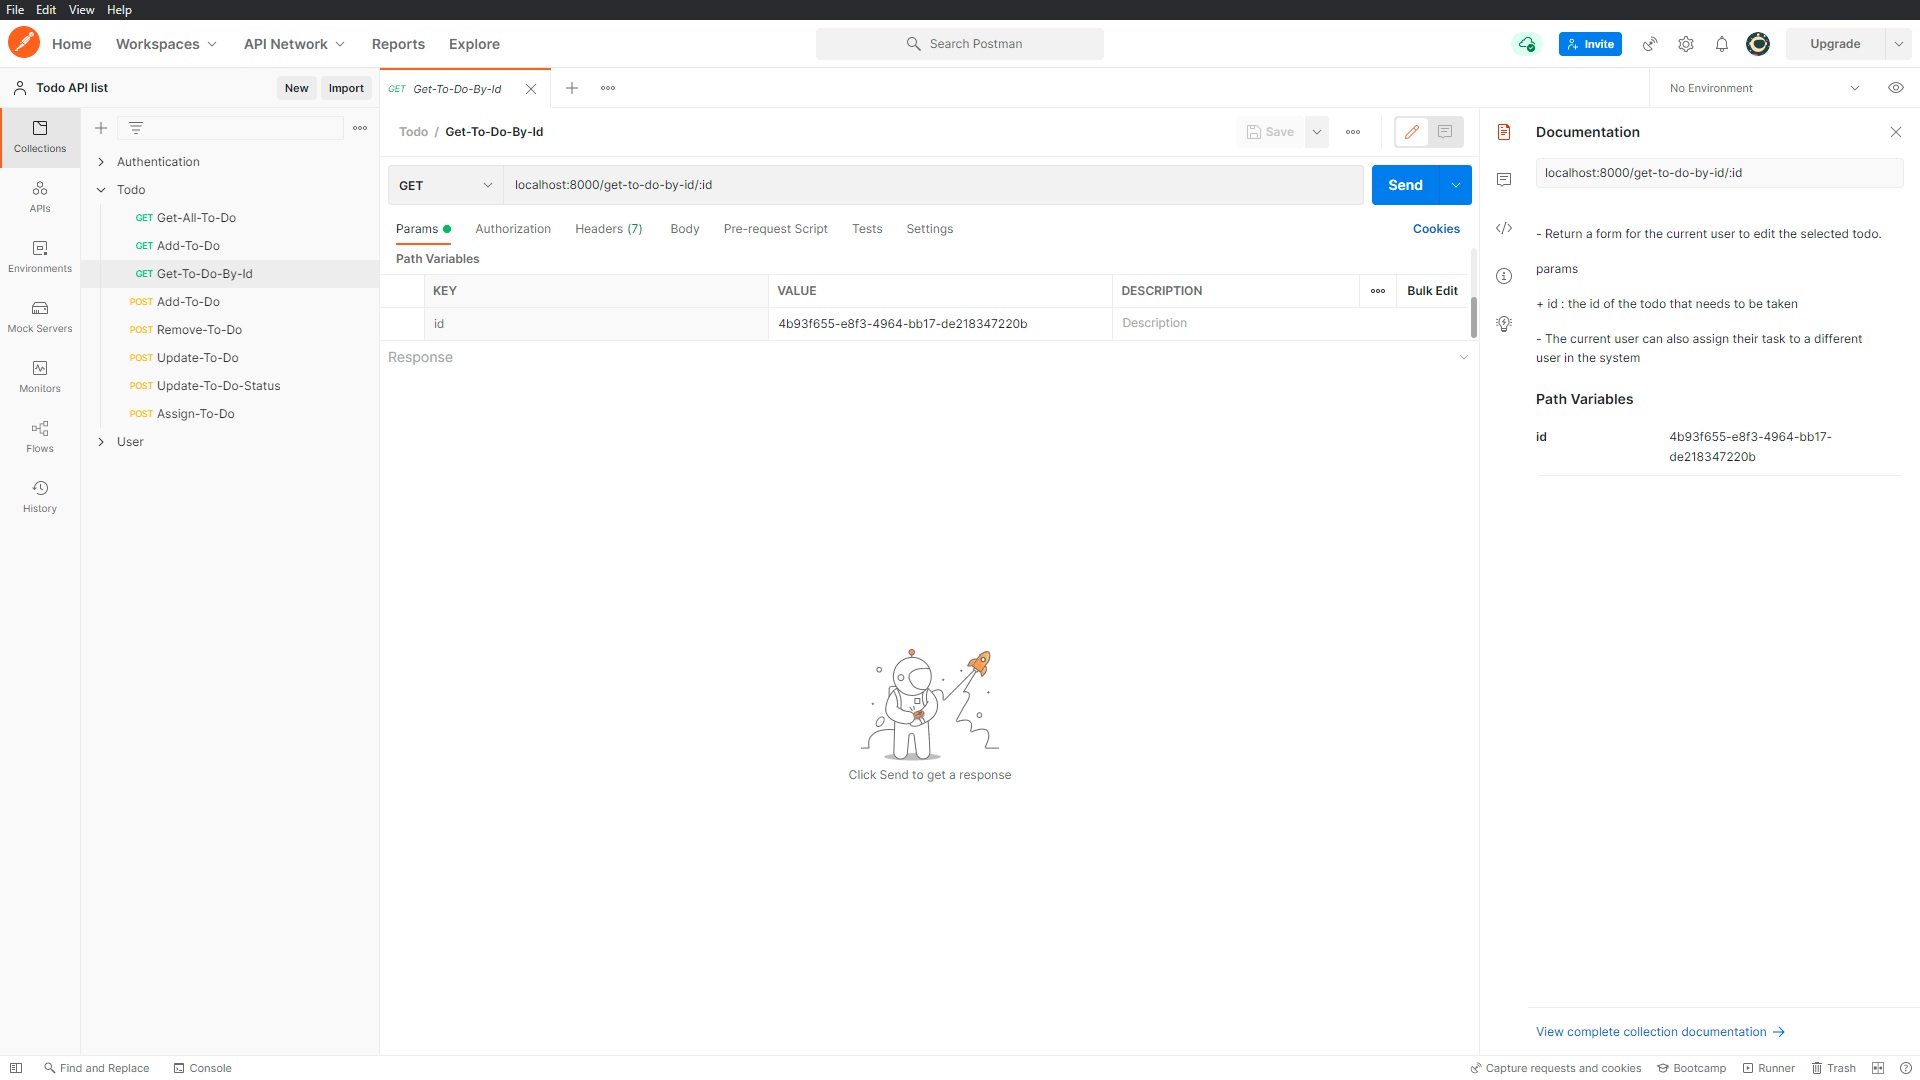 File Edit View Help
Home Workspaces API Network Reports Explore Search Postman Invite Upgrade
Todo API list New Import GET Get-To-Do-By-Id No Environment
Collections
APIs
Environments
Mock Servers
Monitors
Flows
History
Authentication
Todo
GET Get-All-To-Do
GET Add-To-Do
GET Get-To-Do-By-Id
POST Add-To-Do
POST Remove-To-Do
POST Update-To-Do
POST Update-To-Do-Status
POST Assign-To-Do
User
Todo / Get-To-Do-By-Id Save
GET localhost:8000/get-to-do-by-id/:id Send
Params Authorization Headers (7) Body Pre-request Script Tests Settings Cookies
Path Variables
KEY VALUE DESCRIPTION Bulk Edit
id 4b93f655-e8f3-4964-bb17-de218347220b Description
Response
Click Send to get a response
Documentation
localhost:8000/get-to-do-by-id/:id
- Return a form for the current user to edit the selected todo.
params
+ id : the id of the todo that needs to be taken
- The current user can also assign their task to a different
user in the system
Path Variables
id 4b93f655-e8f3-4964-bb17-
de218347220b
View complete collection documentation
Find and Replace Console Capture requests and cookies Bootcamp Runner Trash